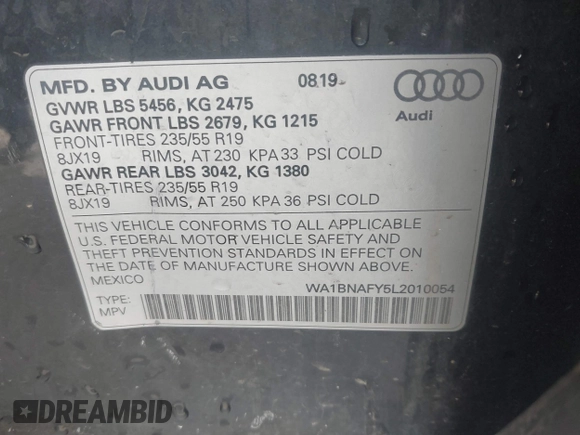 MFD. BY AUDI AG 0819
GVWR LBS 5456, KG 2475
GAWR FRONT LBS 2679, KG 1215
FRONT-TIRES 235/55 R19
8JX19 RIMS, AT 230 KPA 33 PSI COLD
GAWR REAR LBS 3042, KG 1380
REAR-TIRES 235/55 R19
8JX19 RIMS, AT 250 KPA 36 PSI COLD
Audi
THIS VEHICLE CONFORMS TO ALL APPLICABLE
U.S. FEDERAL MOTOR VEHICLE SAFETY AND
THEFT PREVENTION STANDARDS IN EFFECT ON
THE DATE OF MANUFACTURE SHOWN ABOVE.
MEXICO WA1BNAFY5L2010054
TYPE:
MPV
DREAMBID